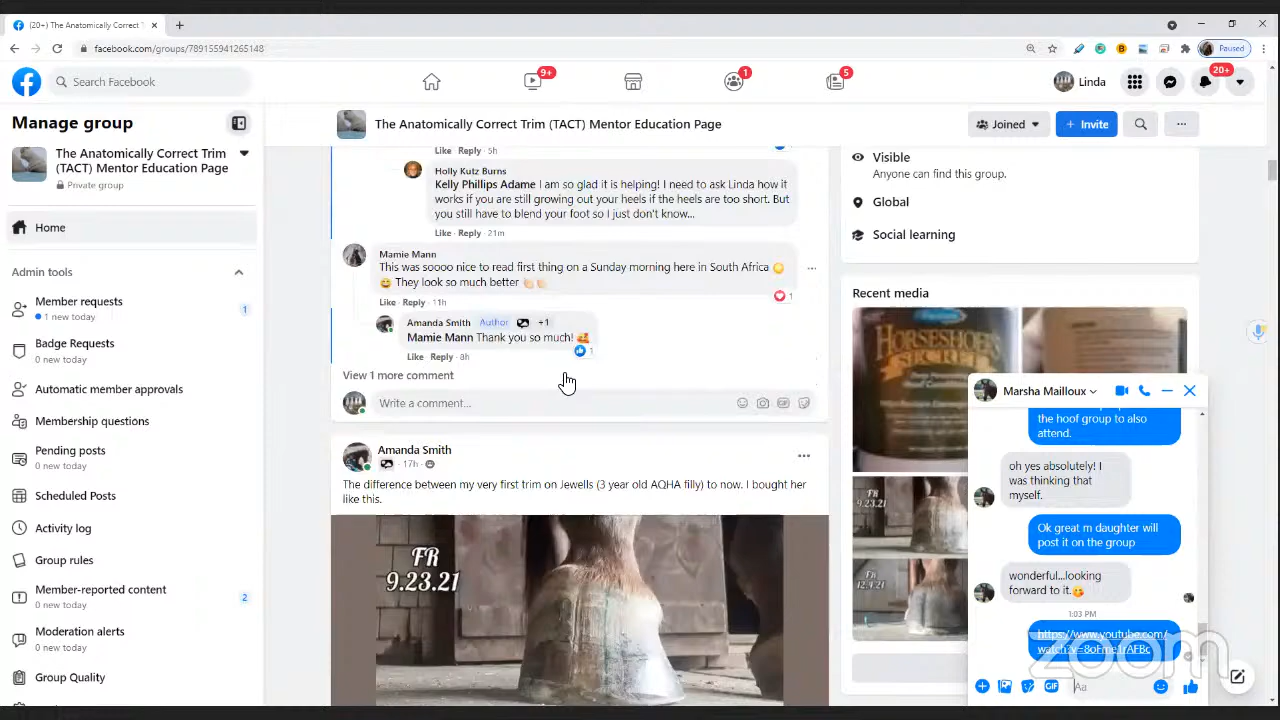 (20+) The Anatomically Correct T
facebook.com/groups/789155941265148
Paused
Search Facebook
9+
1
5
Linda
20+
Manage group
The Anatomically Correct Trim
(TACT) Mentor Education Page
Private group
Home
Admin tools
Member requests
1 new today
1
Badge Requests
0 new today
Automatic member approvals
Membership questions
Pending posts
0 new today
Scheduled Posts
Activity log
Group rules
Member-reported content
0 new today
2
Moderation alerts
0 new today
Group Quality
The Anatomically Correct Trim (TACT) Mentor Education Page
Joined
+ Invite
Like · Reply · 5h
Holly Kutz Burns
Kelly Phillips Adame I am so glad it is helping! I need to ask Linda how it
works if you are still growing out your heels if the heels are too short. But
you still have to blend your foot so I just don't know...
Like · Reply · 21m
Mamie Mann
This was soooo nice to read first thing on a Sunday morning here in South Africa
They look so much better
Like · Reply · 11h
1
Amanda Smith Author +1
Mamie Mann Thank you so much!
Like Reply · 8h
1
View 1 more comment
Write a comment...
Amanda Smith
17h
The difference between my very first trim on Jewells (3 year old AQHA filly) to now. I bought her
like this.
FR
9.23.21
Visible
Anyone can find this group.
Global
Social learning
Recent media
HORSESHOER'S
SECRET
FR
9.23.21
Marsha Mailloux
the hoof group to also
attend.
oh yes absolutely! I
was thinking that
myself.
Ok great m daughter will
post it on the group
wonderful...looking
forward to it.
1:03 PM
https://www.youtube.com/
Aa
GIF
zoom